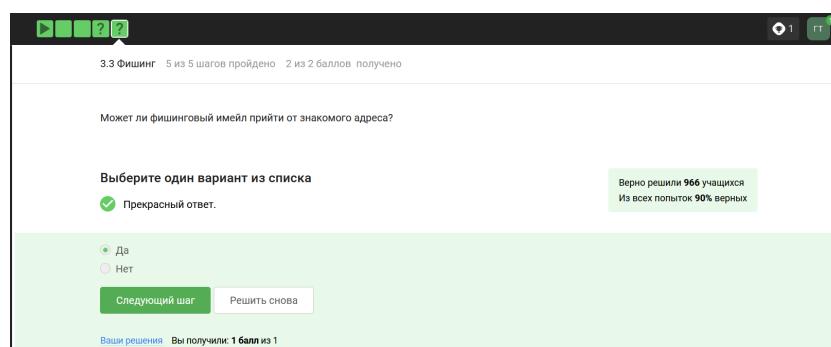 ? ?
1 ГТ
3.3 Фишинг 5 из 5 шагов пройдено 2 из 2 баллов получено
Может ли фишинговый имейл прийти от знакомого адреса?
Выберите один вариант из списка
Прекрасный ответ.
Верно решили 966 учащихся
Из всех попыток 90% верных
Да
Нет
Следующий шаг Решить снова
Ваши решения Вы получили: 1 балл из 1